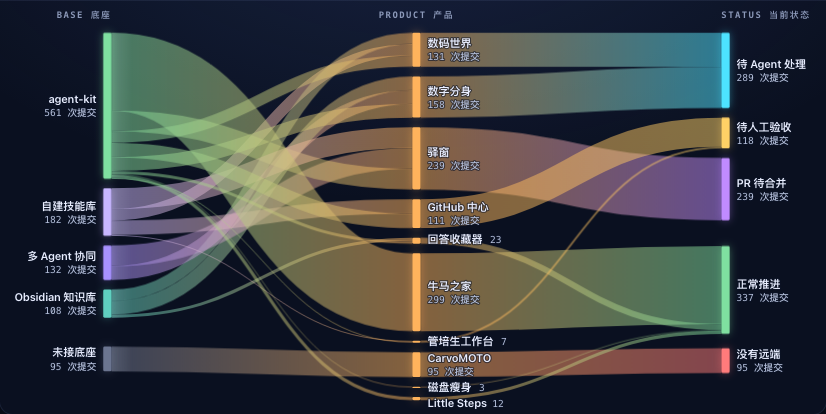 BASE 底座
PRODUCT 产品
STATUS 当前状态
agent-kit
561 次提交
自建技能库
182 次提交
多 Agent 协同
132 次提交
Obsidian 知识库
108 次提交
未接底座
95 次提交
数码世界
131 次提交
数字分身
158 次提交
驿窗
239 次提交
GitHub 中心
111 次提交
回答收藏器 23
牛马之家
299 次提交
管培生工作台 7
CarvoMOTO
95 次提交
磁盘瘦身 3
Little Steps 12
待 Agent 处理
289 次提交
待人工验收
118 次提交
PR 待合并
239 次提交
正常推进
337 次提交
没有远端
95 次提交